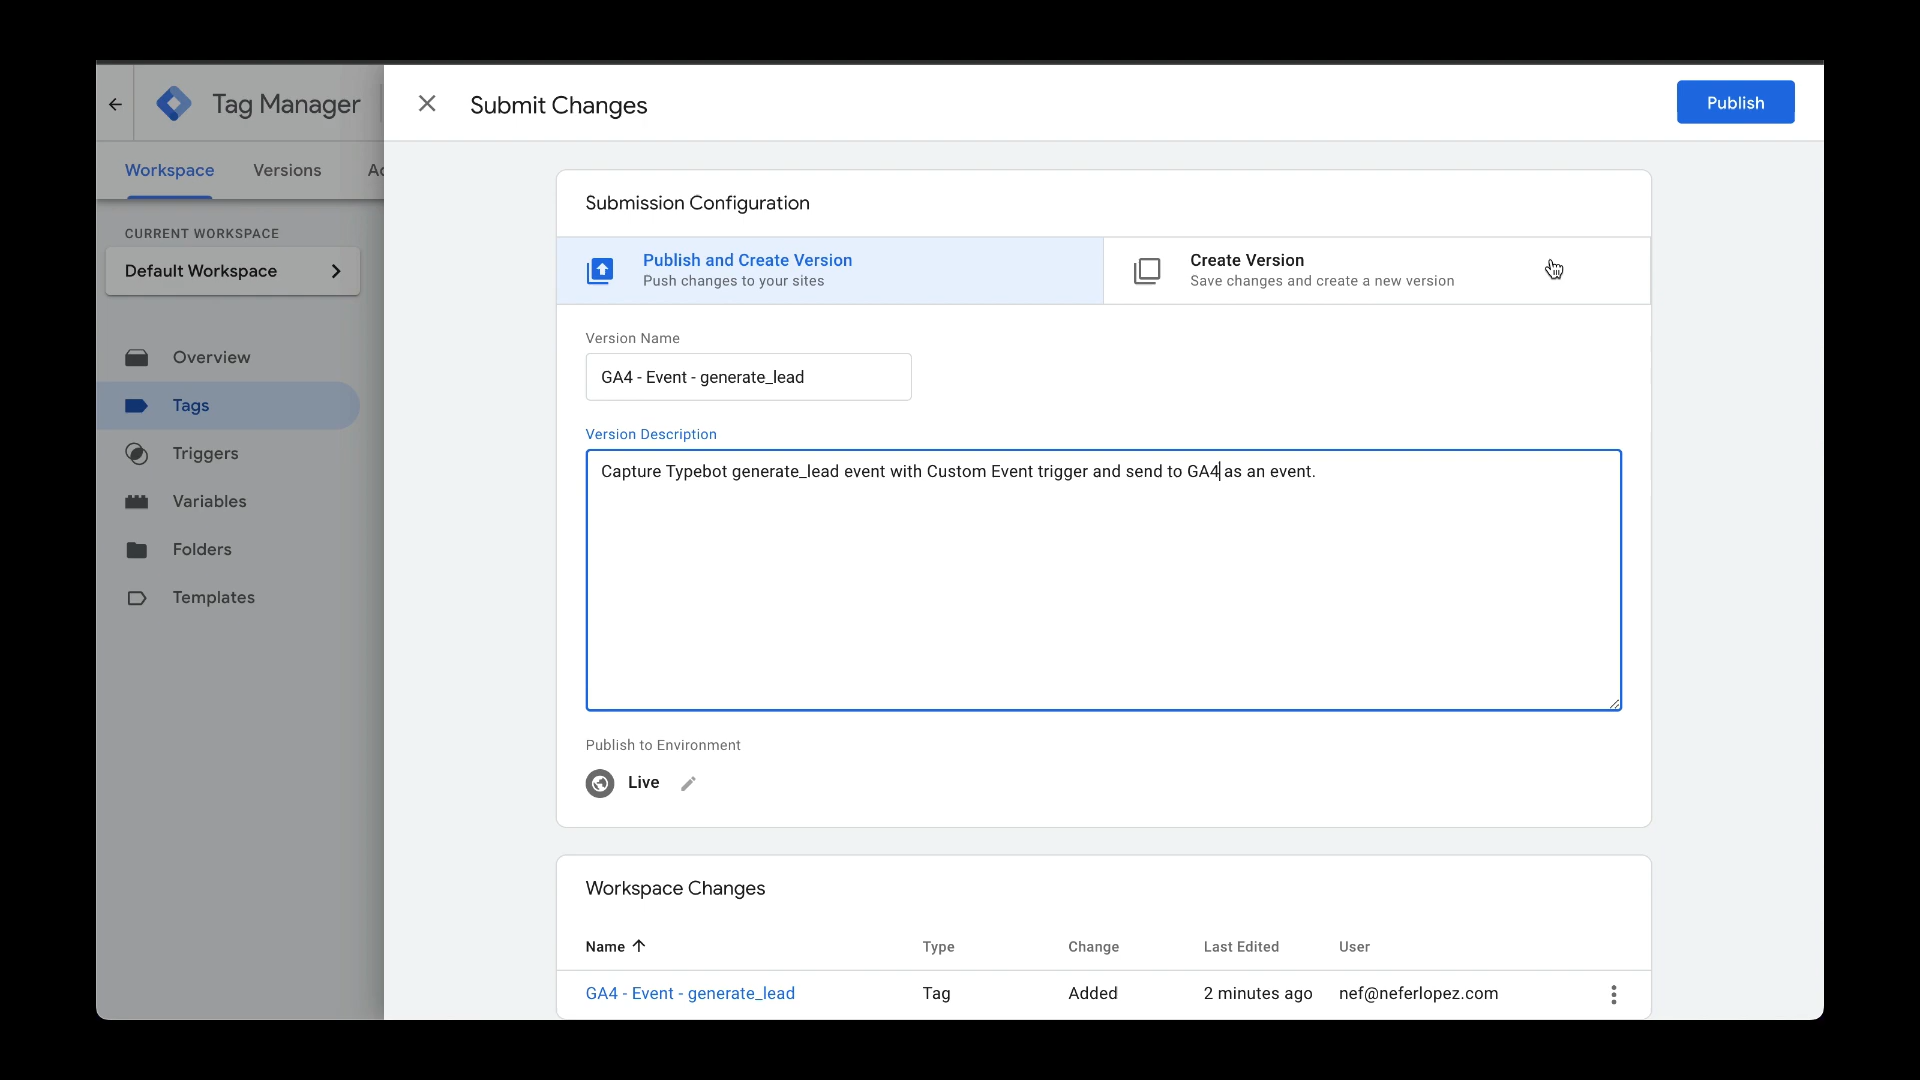 Tag Manager
Submit Changes
Publish
Workspace
Versions
CURRENT WORKSPACE
Default Workspace
Overview
Tags
Triggers
Variables
Folders
Templates
Submission Configuration
Publish and Create Version
Push changes to your sites
Create Version
Save changes and create a new version
Version Name
GA4 - Event - generate_lead
Version Description
Capture Typebot generate_lead event with Custom Event trigger and send to GA4 as an event.
Publish to Environment
Live
Workspace Changes
Name Type Change Last Edited User
GA4 - Event - generate_lead Tag Added 2 minutes ago nef@neferlopez.com